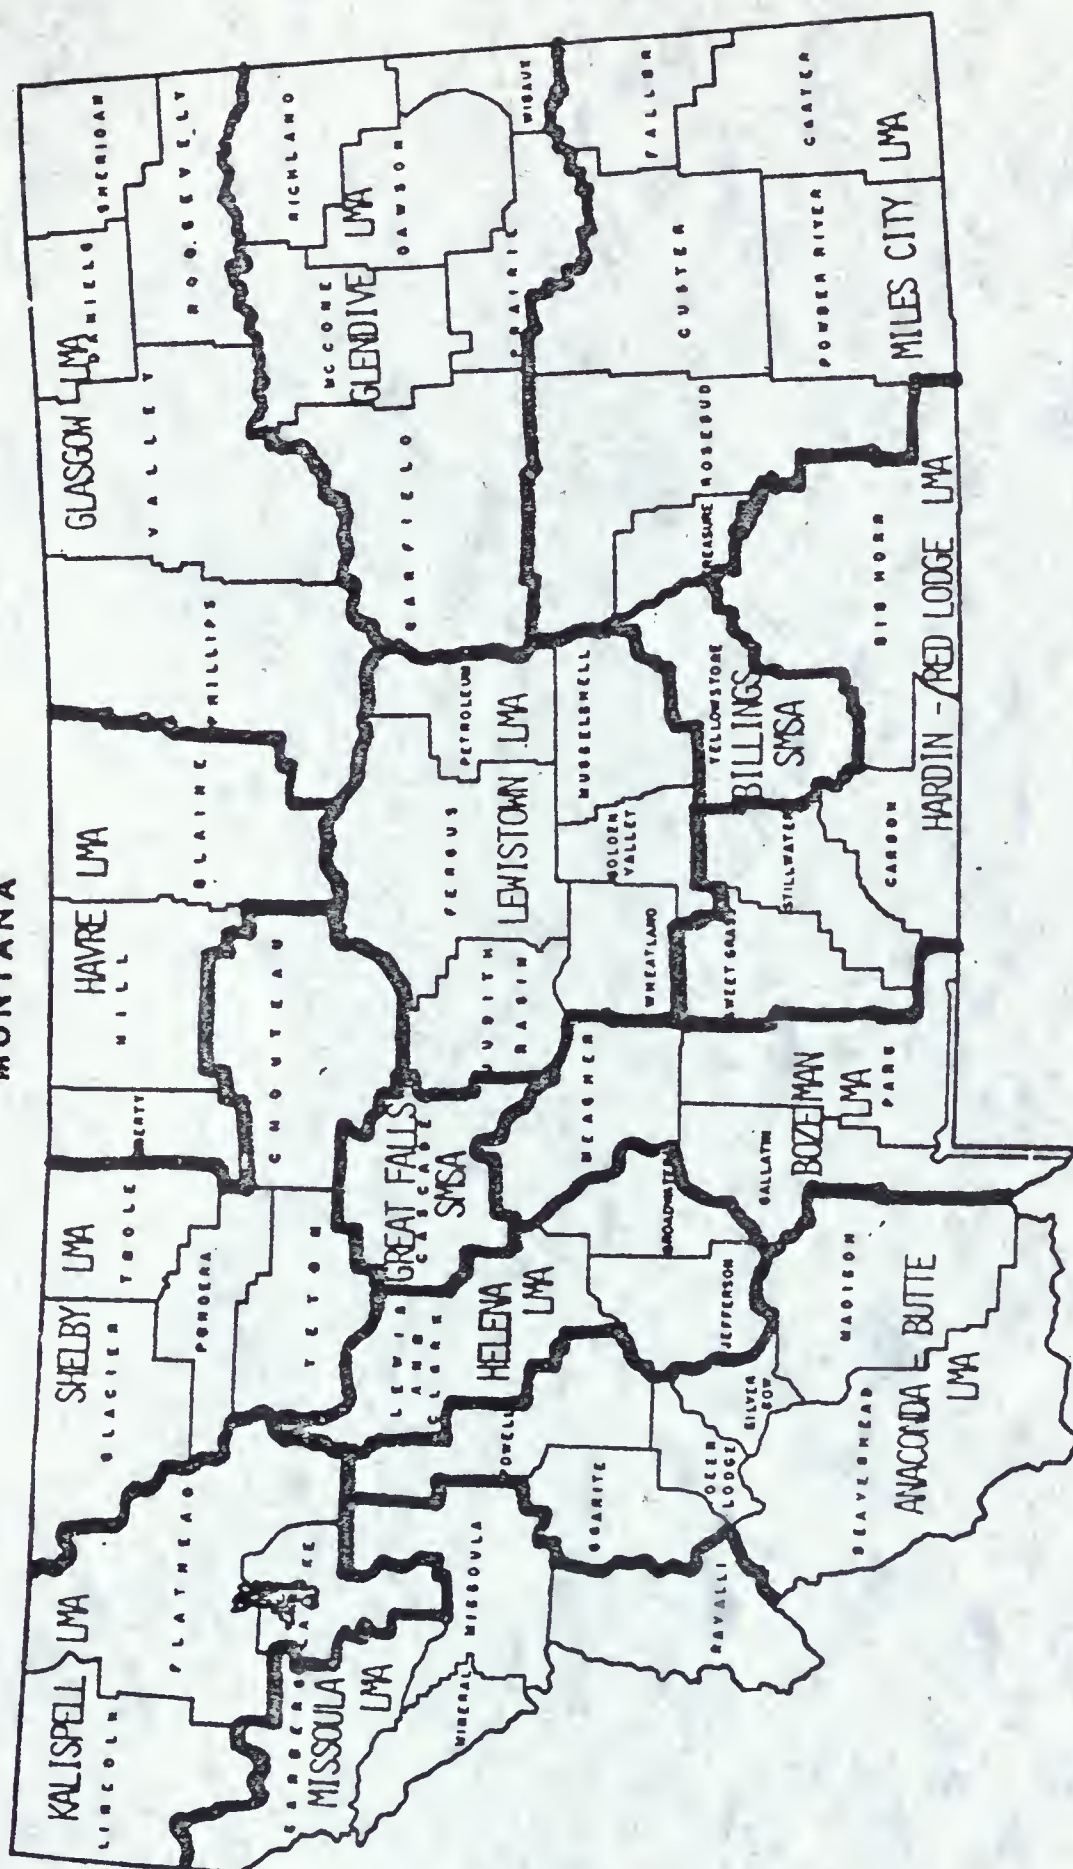 MONTANA
KALISPELL LMA
LINCOLN
FLATHEAD
SHELBY LMA
GLACIER
TOOLE
PONDERA
TETON
HAVRE LMA
HILL
BLAINE
PHILLIPS
CHOUTEAU
GLASGOW LMA
VALLEY
DANIELS
SHERIDAN
ROOSEVELT
LAKE
SANDERS
MISSOULA
LMA
MINERAL
MISSOULA
RAVALLI
POWELL
GRANITE
DEER
LODGE
SILVER
BOW
LEWIS
AND
CLARK
HELENA
LMA
JEFFERSON
BROADWATER
GREAT FALLS
CASCADE
SMSA
MEAGHER
JUDITH
BASIN
FERGUS
PETROLEUM
LEWISTOWN LMA
WHEATLAND
GOLDEN
VALLEY
MUSSELSHELL
GARFIELD
MCCONE
GLENDIVE LMA
RICHLAND
DAWSON
PRAIRIE
WIBAUX
BEAVERHEAD
MADISON
ANACONDA - BUTTE
LMA
GALLATIN
BOZEMAN
LMA
PARK
SWEET GRASS
STILLWATER
CARBON
YELLOWSTONE
BILLINGS
SMSA
BIG HORN
HARDIN - RED LODGE LMA
TREASURE
ROSEBUD
CUSTER
FALLON
POWDER RIVER
CARTER
MILES CITY LMA